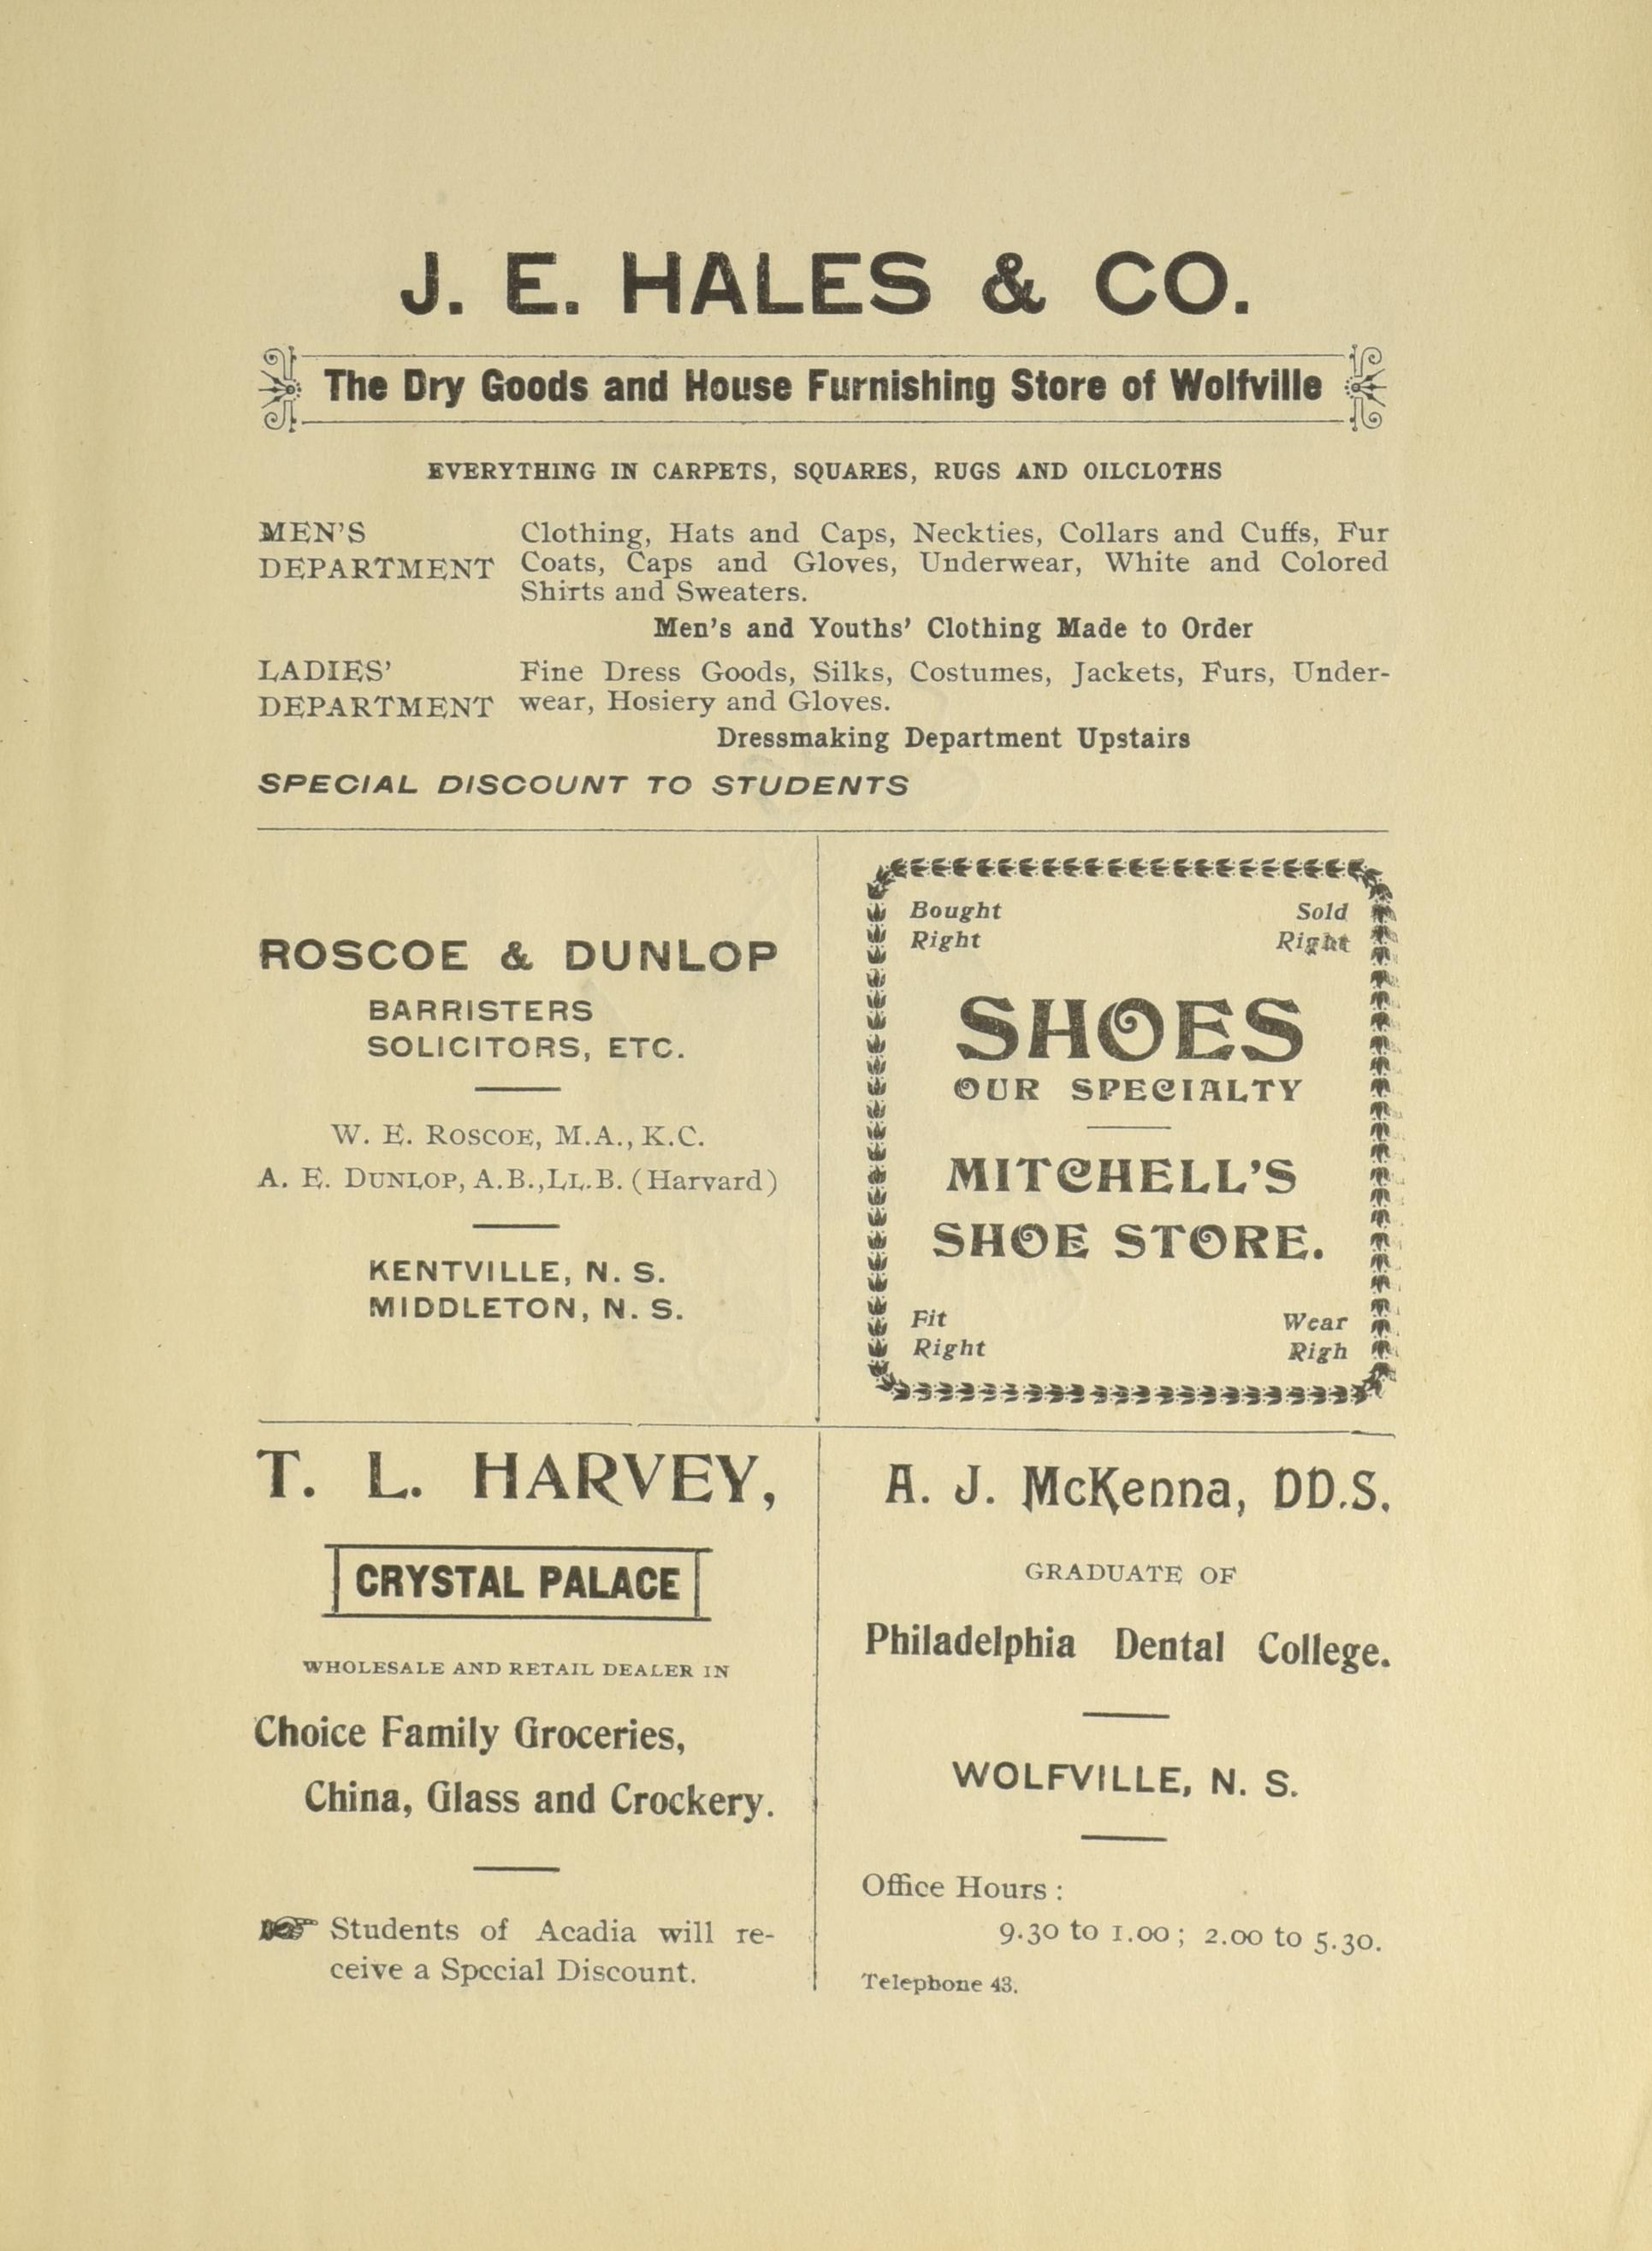 J. E. HALES & CO.
The Dry Goods and House Furnishing Store of Wolfville
EVERYTHING IN CARPETS, SQUARES, RUGS AND OILCLOTHS
MEN'S DEPARTMENT
Clothing, Hats and Caps, Neckties, Collars and Cuffs, Fur
Coats, Caps and Gloves, Underwear, White and Colored
Shirts and Sweaters.
Men's and Youths' Clothing Made to Order
LADIES' DEPARTMENT
Fine Dress Goods, Silks, Costumes, Jackets, Furs, Under-
wear, Hosiery and Gloves.
Dressmaking Department Upstairs
SPECIAL DISCOUNT TO STUDENTS
ROSCOE & DUNLOP
BARRISTERS
SOLICITORS, ETC.
W. E. ROSCOE, M.A., K.C.
A. E. DUNLOP, A.B., LL.B. (Harvard)
KENTVILLE, N. S.
MIDDLETON, N. S.
Bought Right
Sold Right
SHOES
OUR SPECIALTY
MITCHELL'S
SHOE STORE.
Fit Right
Wear Righ
T. L. HARVEY,
CRYSTAL PALACE
WHOLESALE AND RETAIL DEALER IN
Choice Family Groceries,
China, Glass and Crockery.
☞ Students of Acadia will re-
ceive a Special Discount.
A. J. McKenna, DD.S.
GRADUATE OF
Philadelphia Dental College.
WOLFVILLE, N. S.
Office Hours :
9.30 to 1.00 ; 2.00 to 5.30.
Telephone 43.